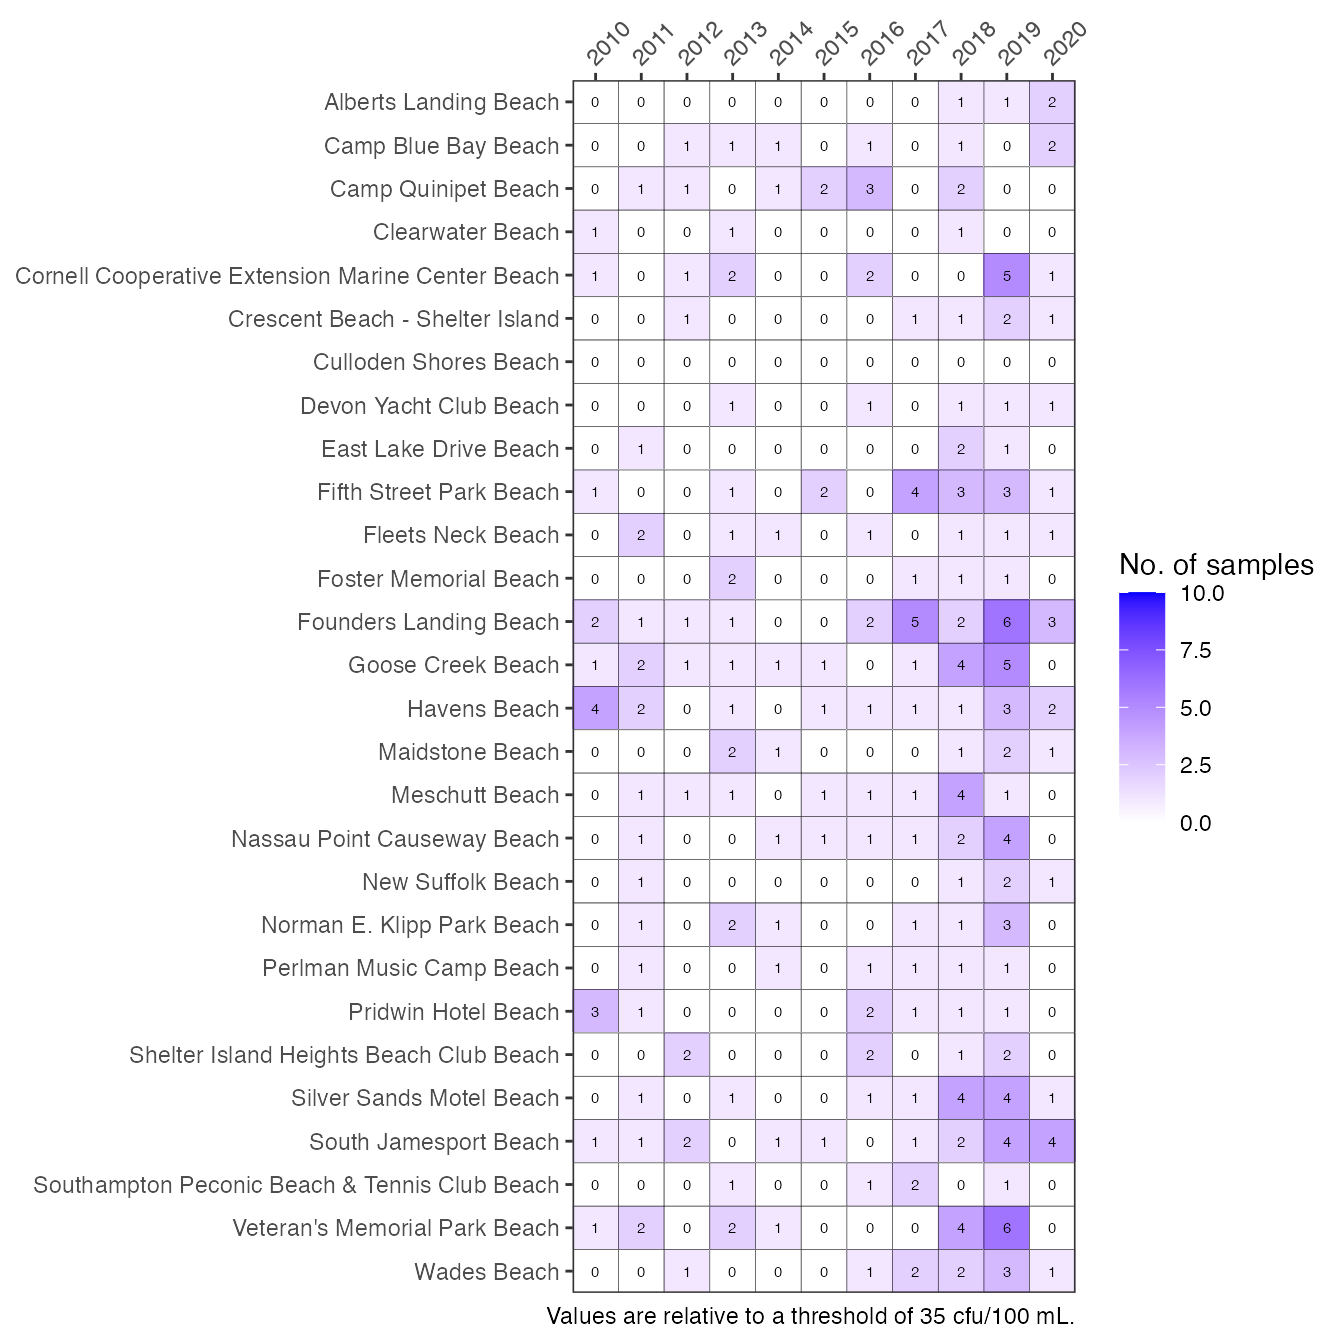 2010 2011 2012 2013 2014 2015 2016 2017 2018 2019 2020
Alberts Landing Beach 0 0 0 0 0 0 0 0 1 1 2
Camp Blue Bay Beach 0 0 1 1 1 0 1 0 1 0 2
Camp Quinipet Beach 0 1 1 0 1 2 3 0 2 0 0
Clearwater Beach 1 0 0 1 0 0 0 0 1 0 0
Cornell Cooperative Extension Marine Center Beach 1 0 1 2 0 0 2 0 0 5 1
Crescent Beach - Shelter Island 0 0 1 0 0 0 0 1 1 2 1
Culloden Shores Beach 0 0 0 0 0 0 0 0 0 0 0
Devon Yacht Club Beach 0 0 0 1 0 0 1 0 1 1 1
East Lake Drive Beach 0 1 0 0 0 0 0 0 2 1 0
Fifth Street Park Beach 1 0 0 1 0 2 0 4 3 3 1
Fleets Neck Beach 0 2 0 1 1 0 1 0 1 1 1
Foster Memorial Beach 0 0 0 2 0 0 0 1 1 1 0
Founders Landing Beach 2 1 1 1 0 0 2 5 2 6 3
Goose Creek Beach 1 2 1 1 1 1 0 1 4 5 0
Havens Beach 4 2 0 1 0 1 1 1 1 3 2
Maidstone Beach 0 0 0 2 1 0 0 0 1 2 1
Meschutt Beach 0 1 1 1 0 1 1 1 4 1 0
Nassau Point Causeway Beach 0 1 0 0 1 1 1 1 2 4 0
New Suffolk Beach 0 1 0 0 0 0 0 0 1 2 1
Norman E. Klipp Park Beach 0 1 0 2 1 0 0 1 1 3 0
Perlman Music Camp Beach 0 1 0 0 1 0 1 1 1 1 0
Pridwin Hotel Beach 3 1 0 0 0 0 2 1 1 1 0
Shelter Island Heights Beach Club Beach 0 0 2 0 0 0 2 0 1 2 0
Silver Sands Motel Beach 0 1 0 1 0 0 1 1 4 4 1
South Jamesport Beach 1 1 2 0 1 1 0 1 2 4 4
Southampton Peconic Beach & Tennis Club Beach 0 0 0 1 0 0 1 2 0 1 0
Veteran's Memorial Park Beach 1 2 0 2 1 0 0 0 4 6 0
Wades Beach 0 0 1 0 0 0 1 2 2 3 1
Values are relative to a threshold of 35 cfu/100 mL.
No. of samples
10.0
7.5
5.0
2.5
0.0